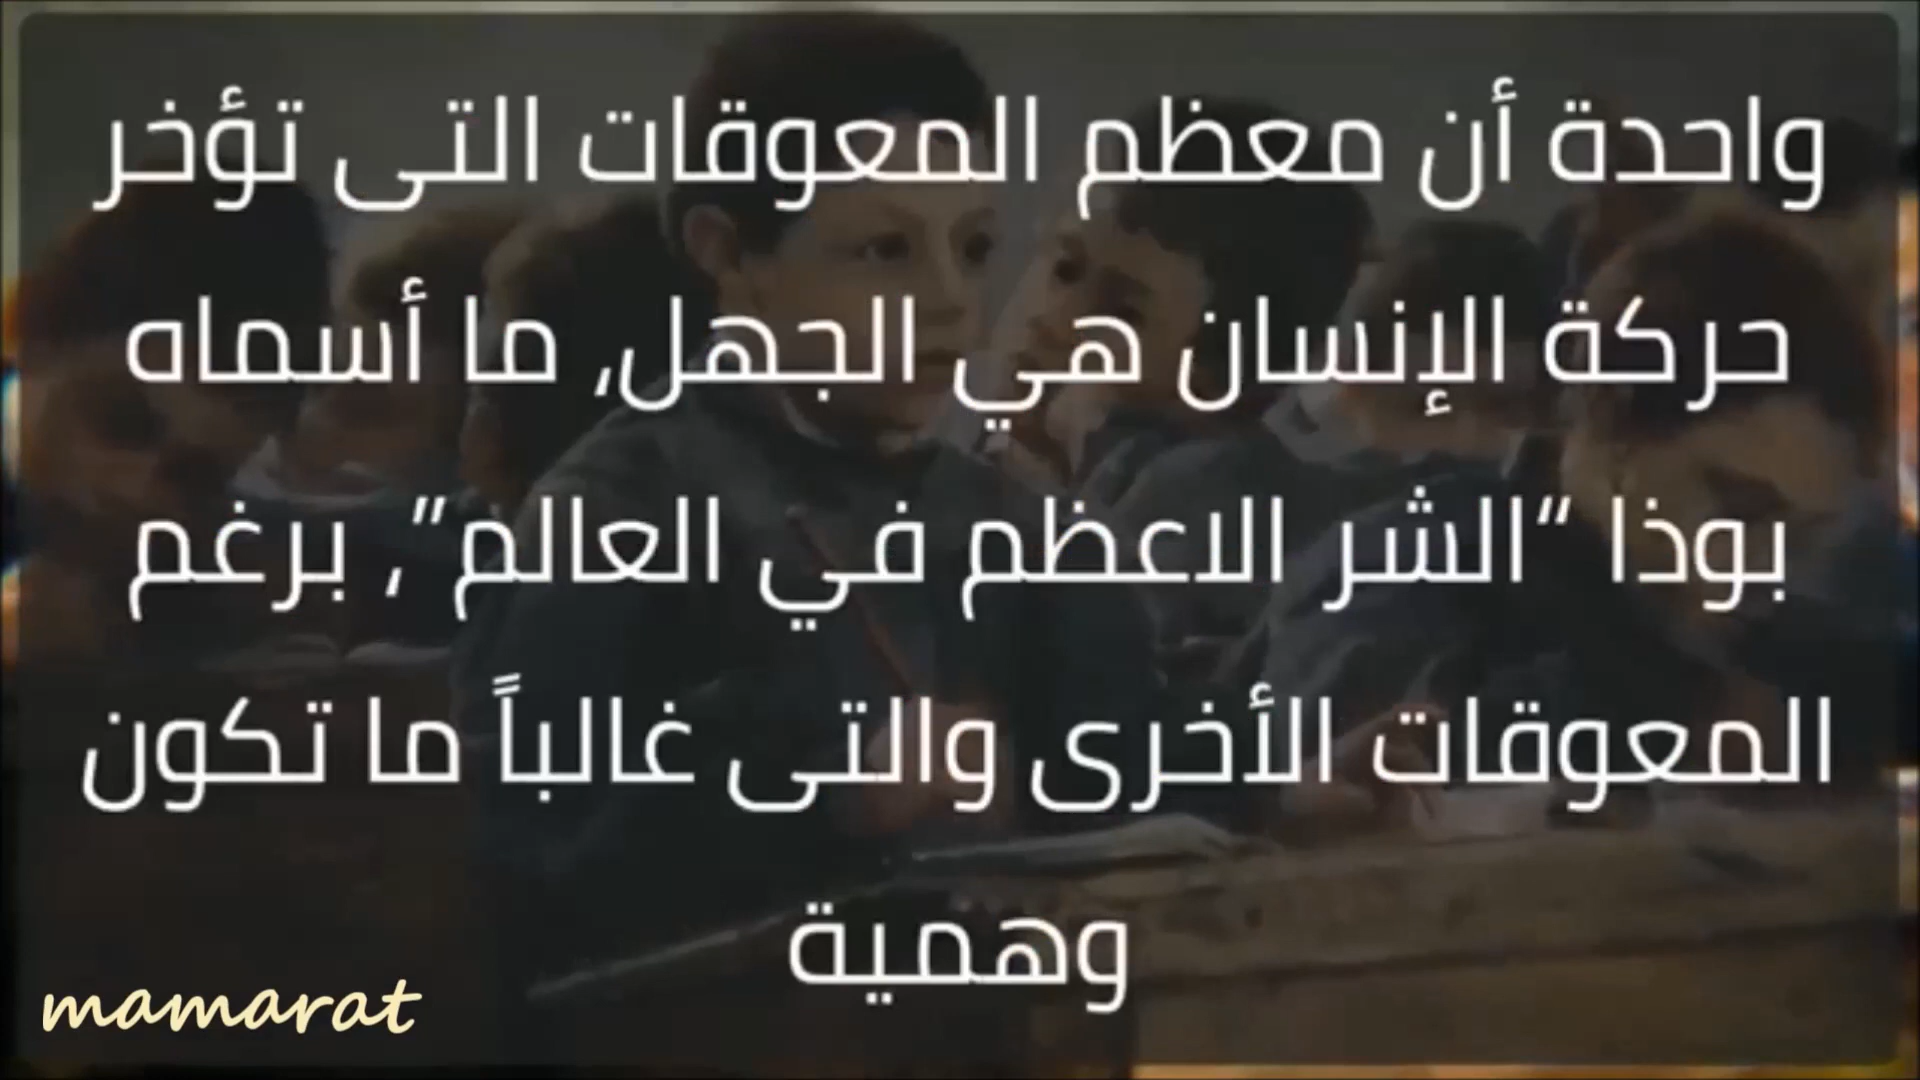 واحدة أن معظم المعوقات التى تؤخر
حركة الإنسان هي الجهل، ما أسماه
بوذا “الشر الاعظم في العالم”، برغم
المعوقات الأخرى والتى غالباً ما تكون
وهمية
mamarat